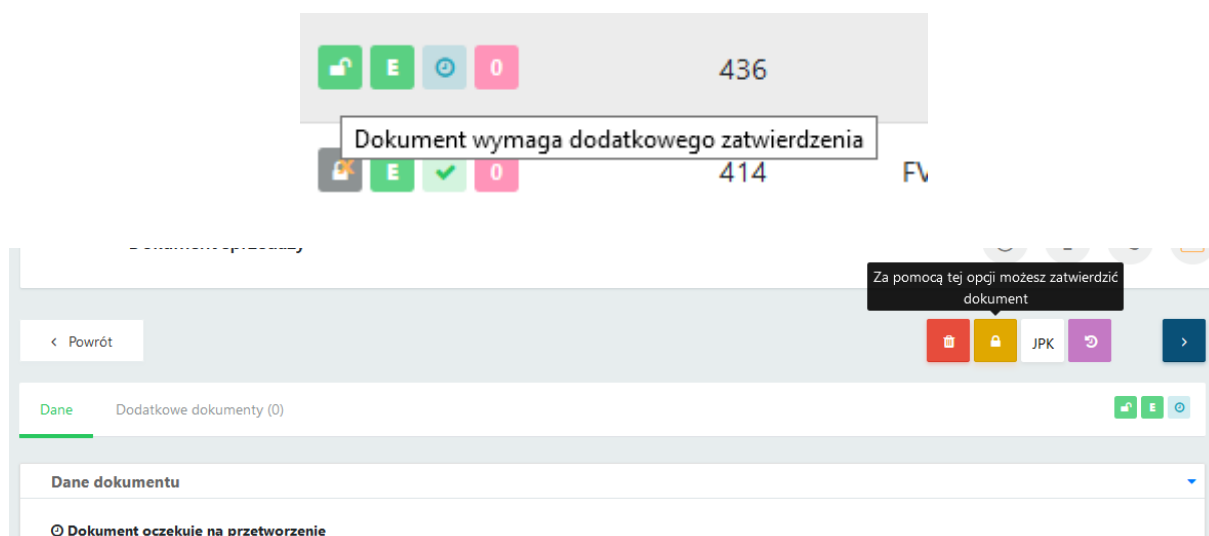 E 0 436
Dokument wymaga dodatkowego zatwierdzenia
E 0 414 FV
Za pomocą tej opcji możesz zatwierdzić
dokument
Powrót
JPK
Dane Dodatkowe dokumenty (0)
E
Dane dokumentu
Dokument oczekuje na przetworzenie